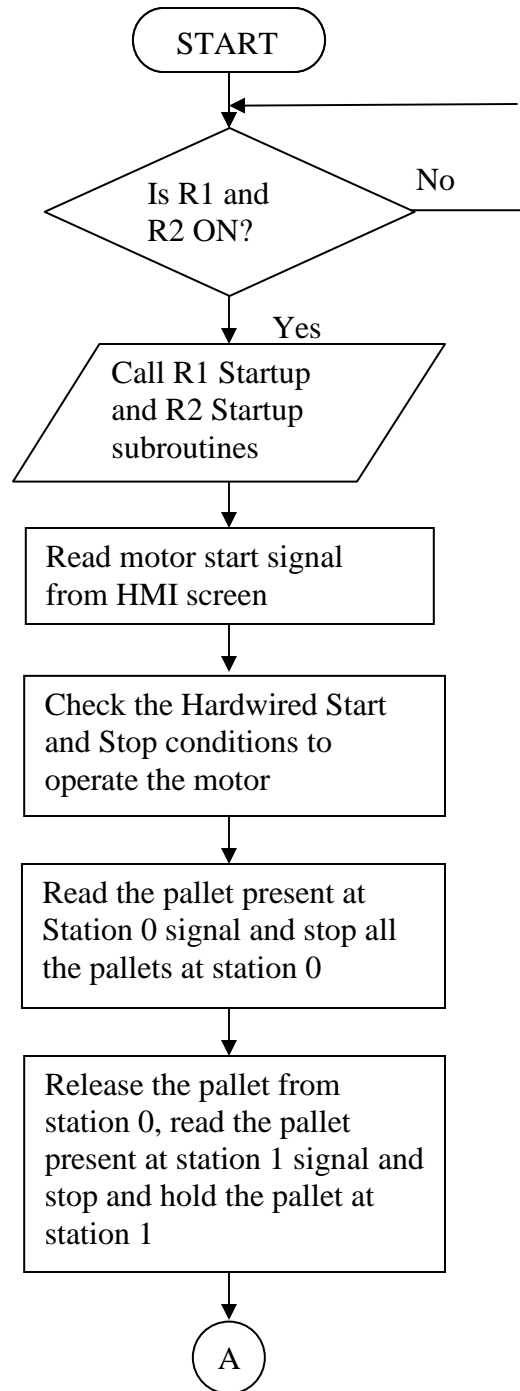 START
Is R1 and
R2 ON?
No
Yes
Call R1 Startup
and R2 Startup
subroutines
Read motor start signal
from HMI screen
Check the Hardwired Start
and Stop conditions to
operate the motor
Read the pallet present at
Station 0 signal and stop all
the pallets at station 0
Release the pallet from
station 0, read the pallet
present at station 1 signal and
stop and hold the pallet at
station 1
A